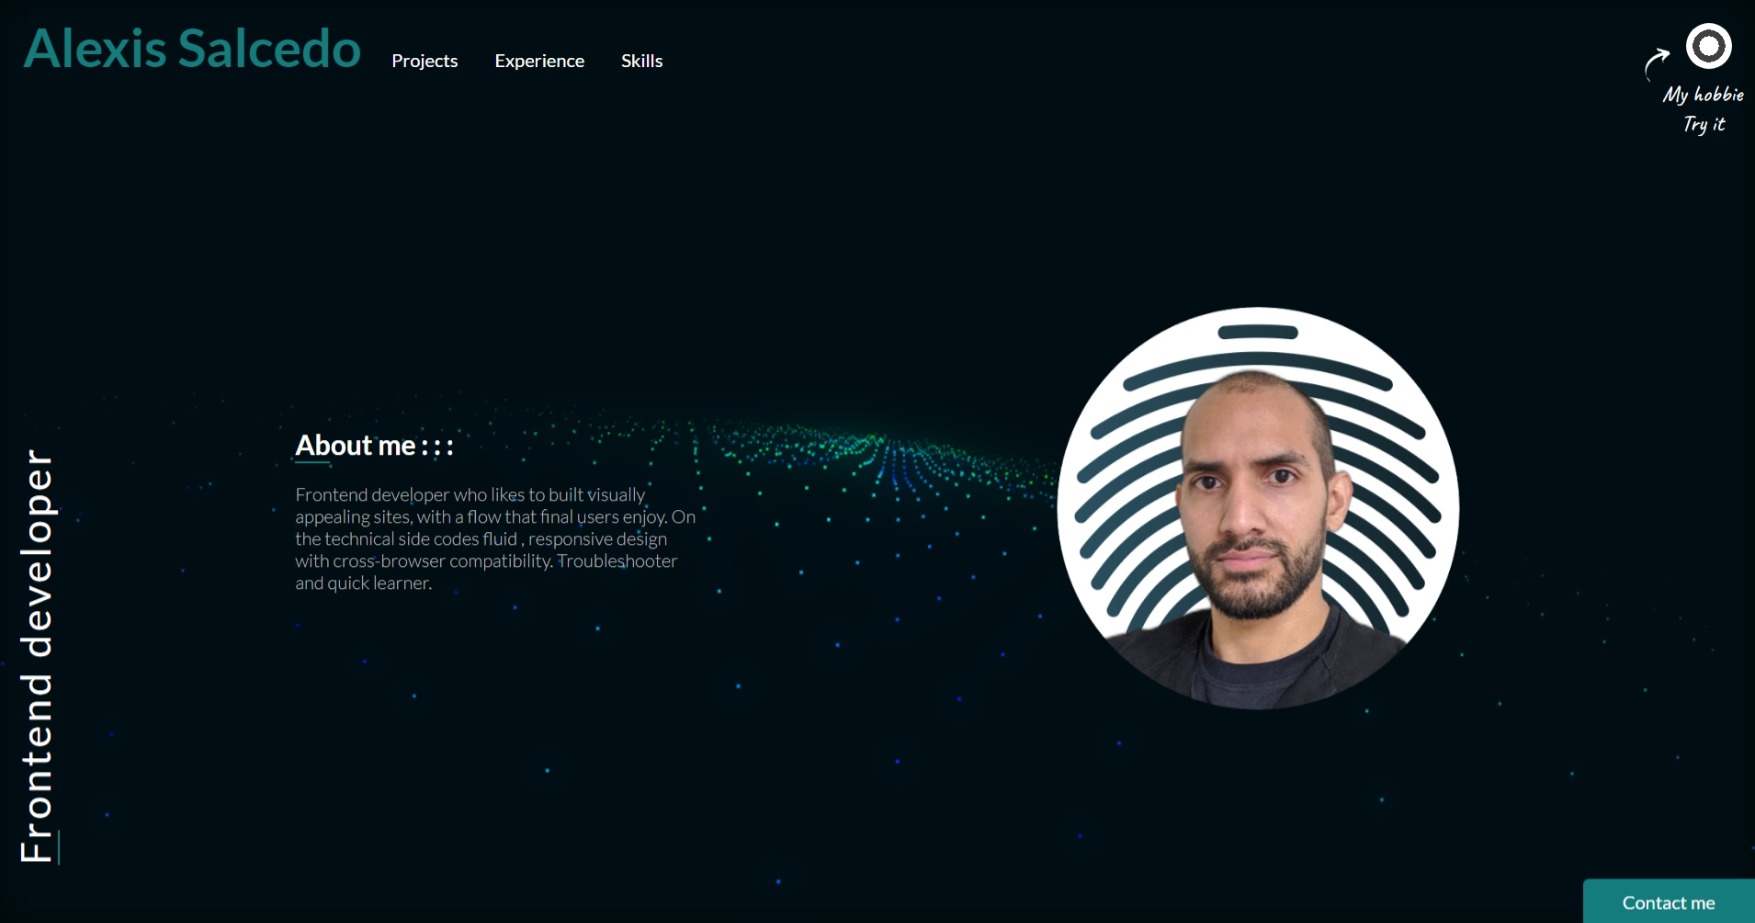 Alexis Salcedo
Projects
Experience
Skills
My hobbie
Try it
About me : : :
Frontend developer who likes to built visually
appealing sites, with a flow that final users enjoy. On
the technical side codes fluid , responsive design
with cross-browser compatibility. Troubleshooter
and quick learner.
Frontend developer
Contact me